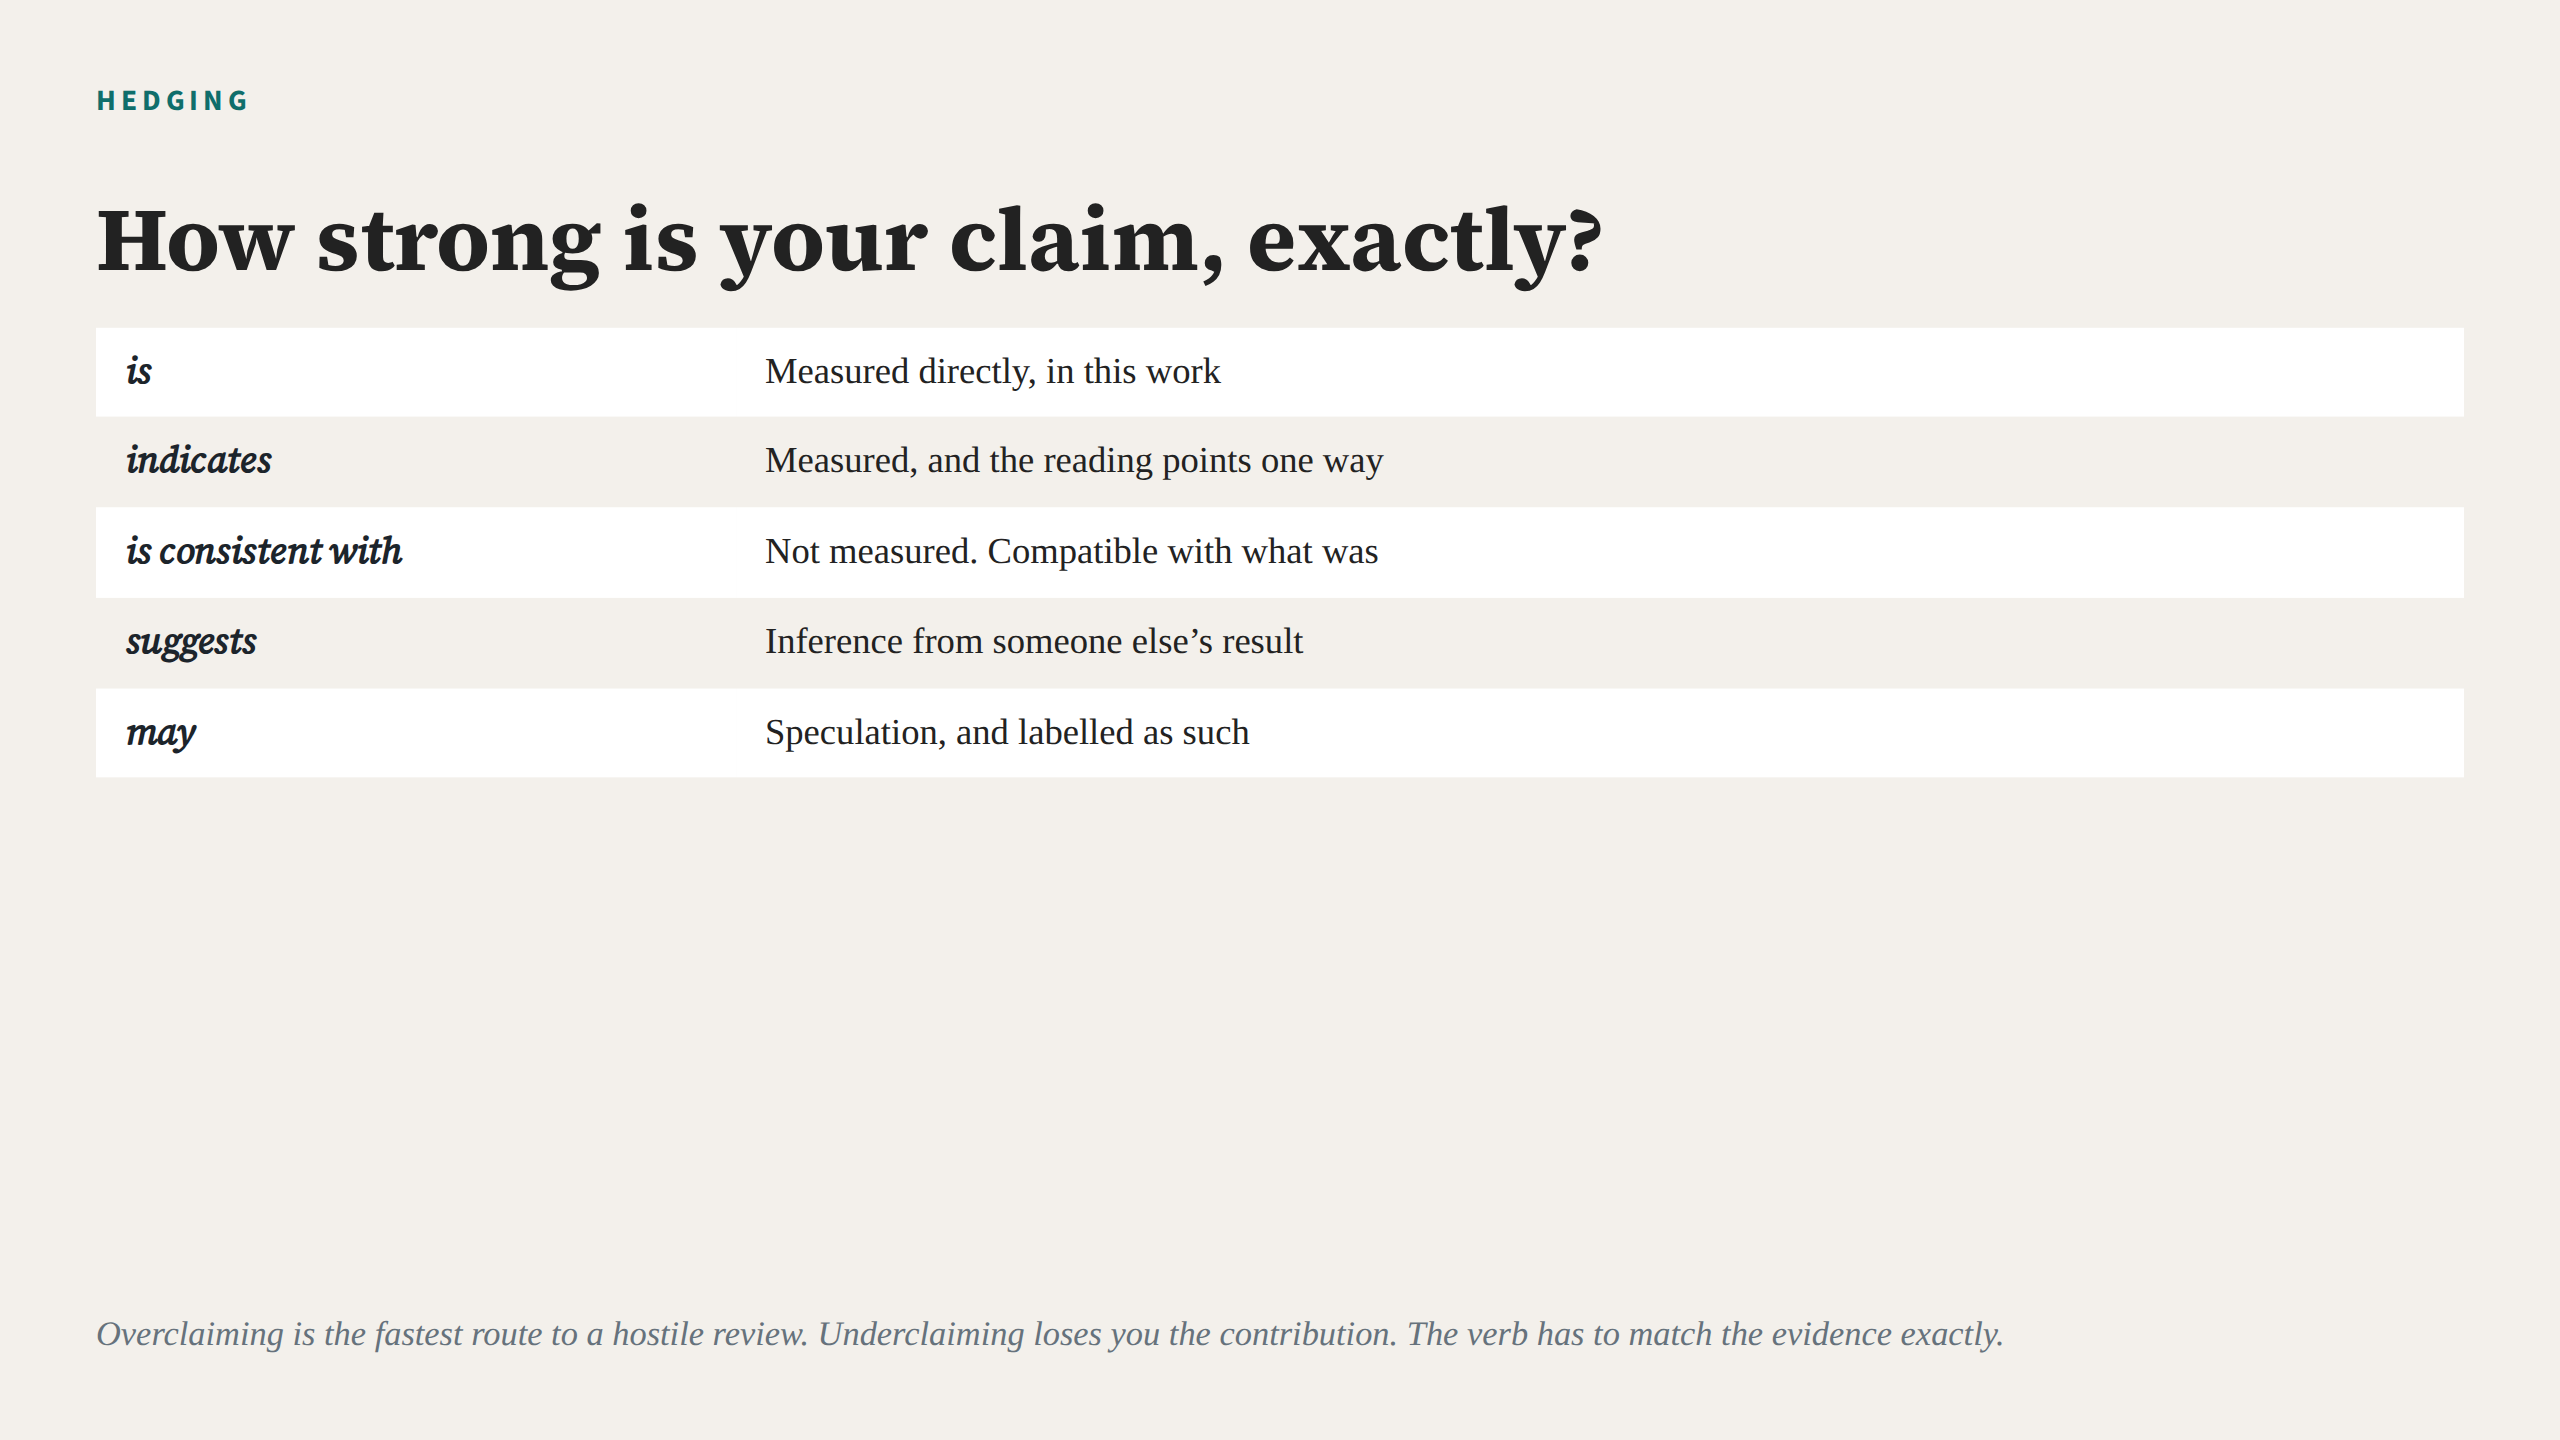 HEDGING
How strong is your claim, exactly?
is Measured directly, in this work
indicates Measured, and the reading points one way
is consistent with Not measured. Compatible with what was
suggests Inference from someone else’s result
may Speculation, and labelled as such
Overclaiming is the fastest route to a hostile review. Underclaiming loses you the contribution. The verb has to match the evidence exactly.